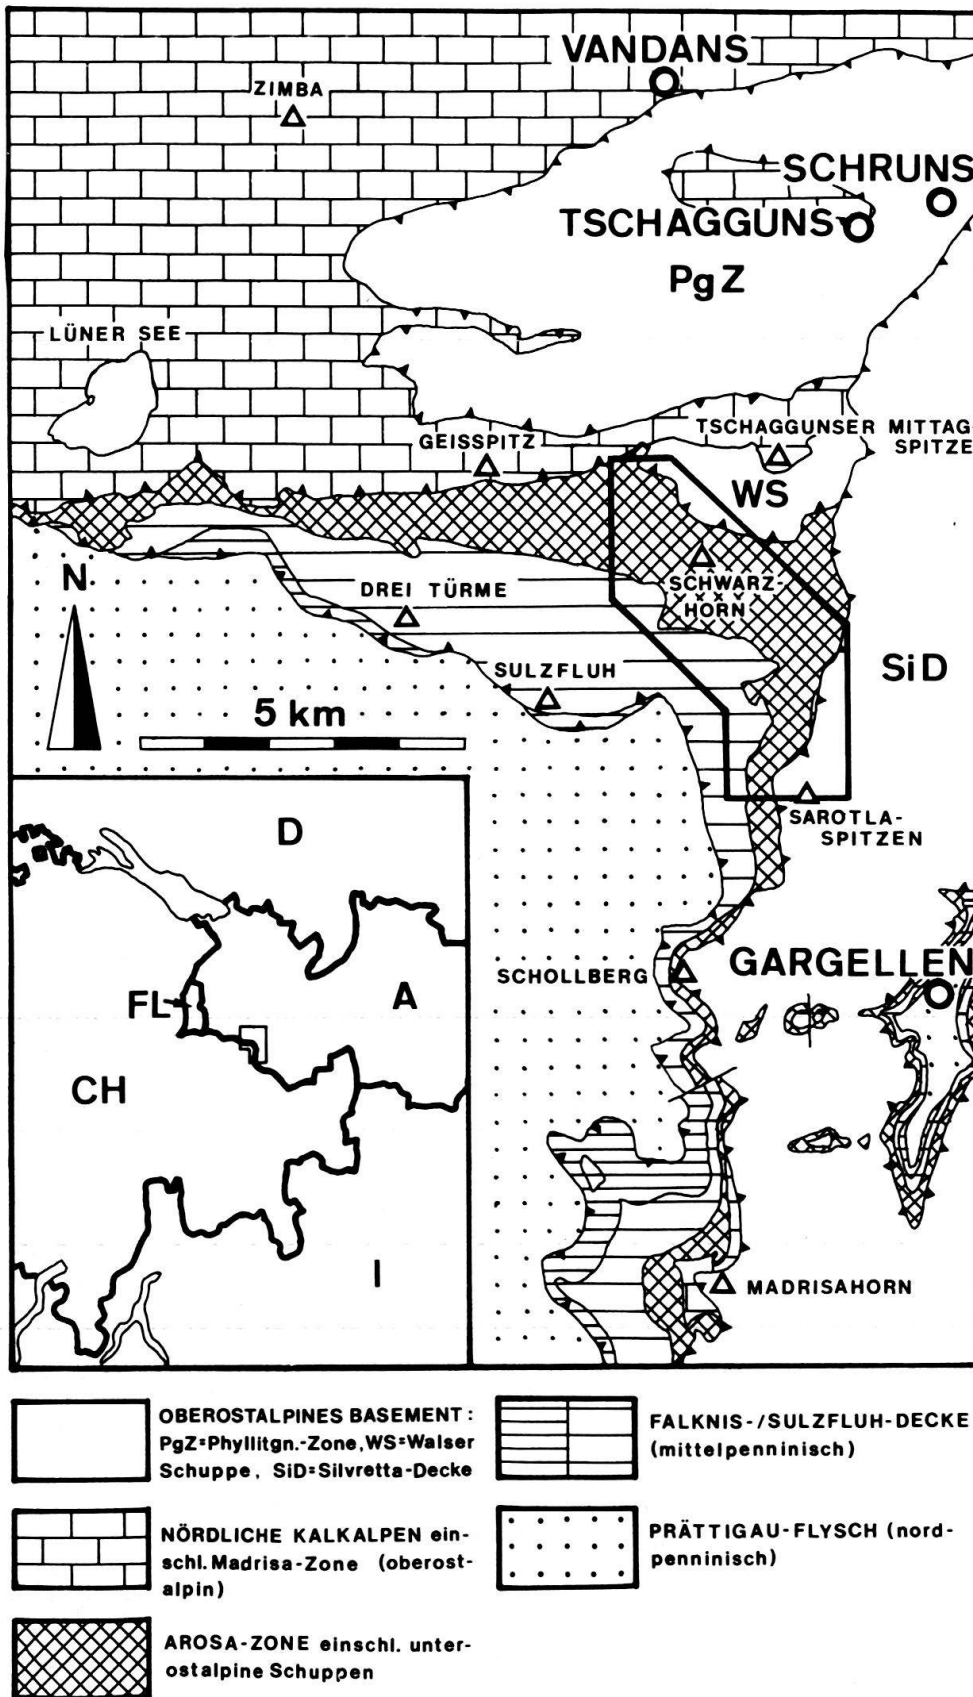 VANDANS
ZIMBA
SCHRUNS
TSCHAGGUNS
PgZ
LÜNER SEE
GEISSPITZ
TSCHAGGUNSER MITTAG-
SPITZE
WS
N
DREI TÜRME
SCHWARZ-
HORN
SULZFLUH
SiD
5 km
SAROTLA-
SPITZEN
D
SCHOLLBERG
GARGELLEN
FL
A
CH
I
MADRISAHORN
OBEROSTALPINES BASEMENT:
PgZ=Phyllitgn.-Zone, WS=Walser
Schuppe, SiD=Silvretta-Decke
NÖRDLICHE KALKALPEN ein-
schl. Madrisa-Zone (oberost-
alpin)
AROSA-ZONE einschl. unter-
ostalpine Schuppen
FALKNIS-/SULZFLUH-DECKE
(mittelpenninisch)
PRÄTTIGAU-FLYSCH (nord-
penninisch)